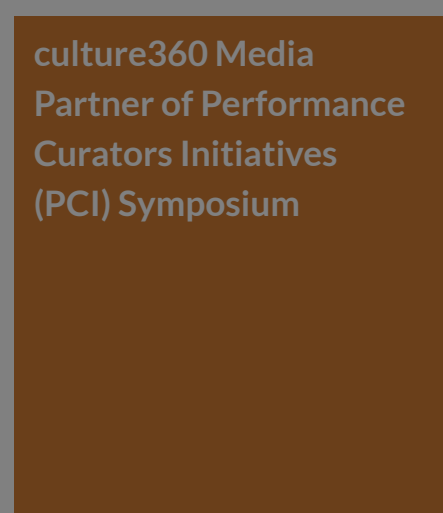 culture360 Media
Partner of Performance
Curators Initiatives
(PCI) Symposium